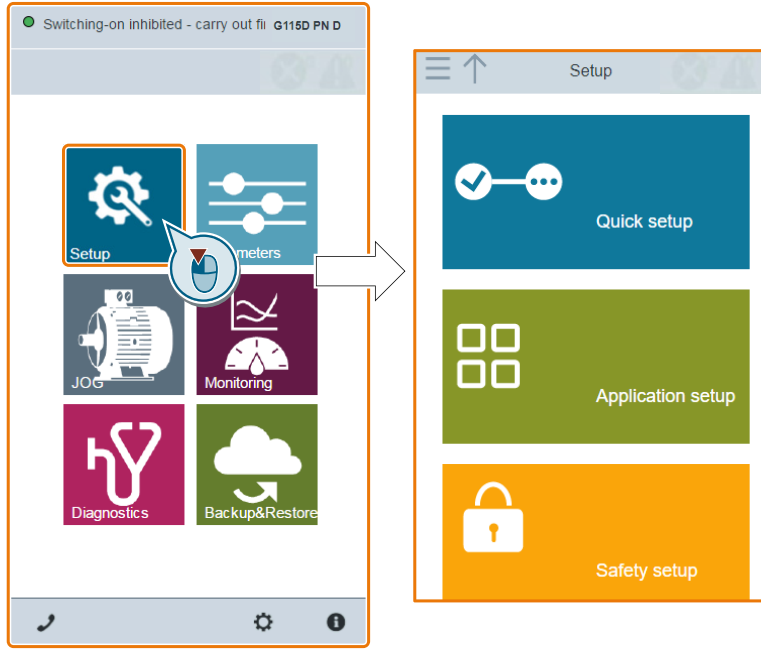 Switching-on inhibited - carry out fi G115D PN D
Setup
meters
JOG
Monitoring
Diagnostics
Backup&Restore
Setup
Quick setup
Application setup
Safety setup